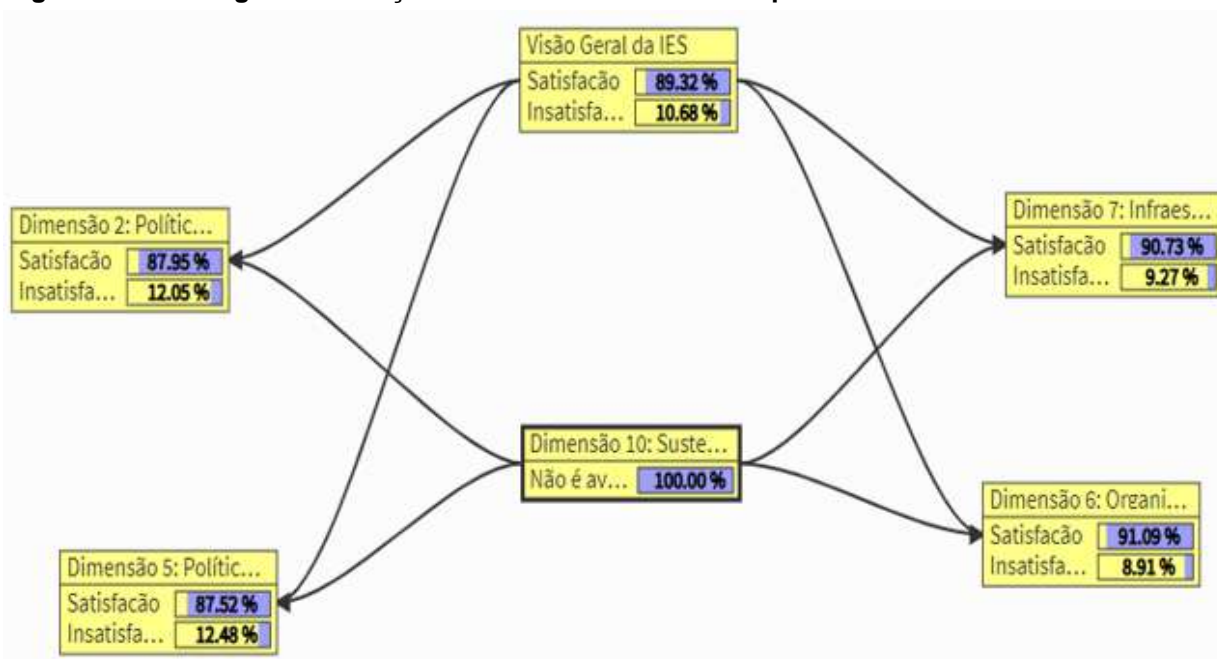 Visão Geral da IES
Satisfacão 89.32 %
Insatisfa... 10.68 %
Dimensão 2: Polític...
Satisfacão 87.95 %
Insatisfa... 12.05 %
Dimensão 7: Infraes...
Satisfacão 90.73 %
Insatisfa... 9.27 %
Dimensão 10: Suste...
Não é av... 100.00 %
Dimensão 6: Organi...
Satisfacão 91.09 %
Insatisfa... 8.91 %
Dimensão 5: Polític...
Satisfacão 87.52 %
Insatisfa... 12.48 %